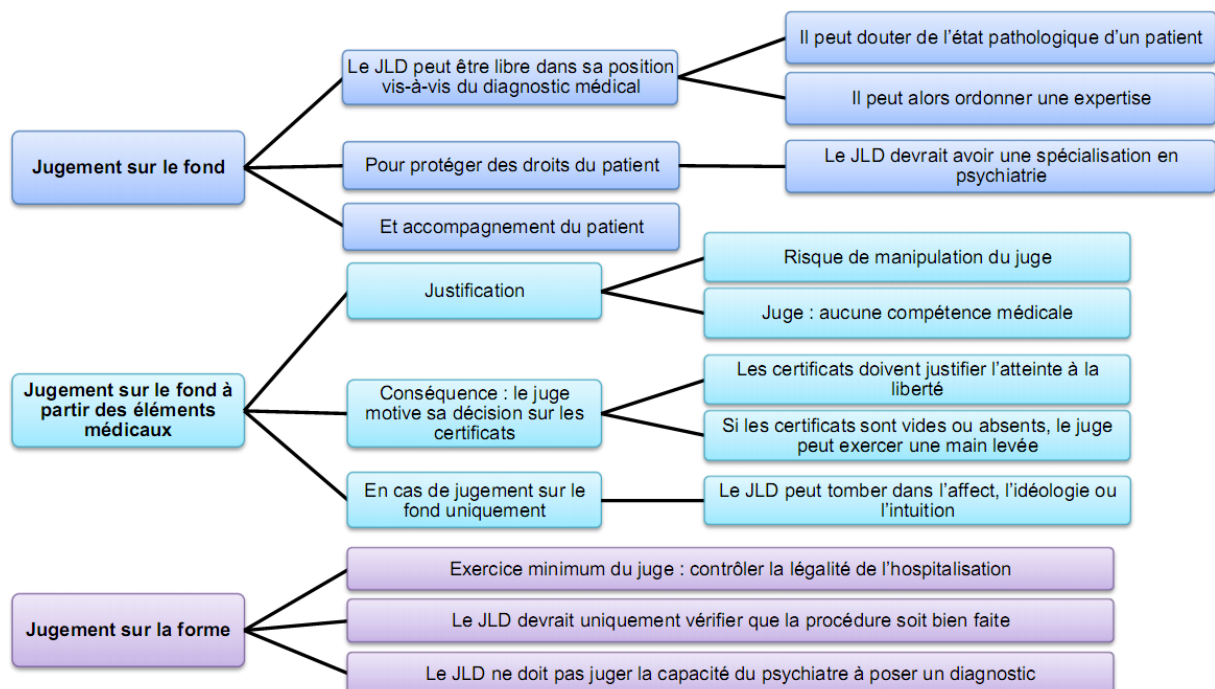 Jugement sur le fond
Le JLD peut être libre dans sa position
vis-à-vis du diagnostic médical
Il peut douter de l’état pathologique d’un patient
Il peut alors ordonner une expertise
Pour protéger des droits du patient
Le JLD devrait avoir une spécialisation en
psychiatrie
Et accompagnement du patient
Jugement sur le fond à
partir des éléments
médicaux
Justification
Risque de manipulation du juge
Juge : aucune compétence médicale
Conséquence : le juge
motive sa décision sur les
certificats
Les certificats doivent justifier l’atteinte à la
liberté
Si les certificats sont vides ou absents, le juge
peut exercer une main levée
En cas de jugement sur le
fond uniquement
Le JLD peut tomber dans l’affect, l’idéologie ou
l’intuition
Jugement sur la forme
Exercice minimum du juge : contrôler la légalité de l’hospitalisation
Le JLD devrait uniquement vérifier que la procédure soit bien faite
Le JLD ne doit pas juger la capacité du psychiatre à poser un diagnostic